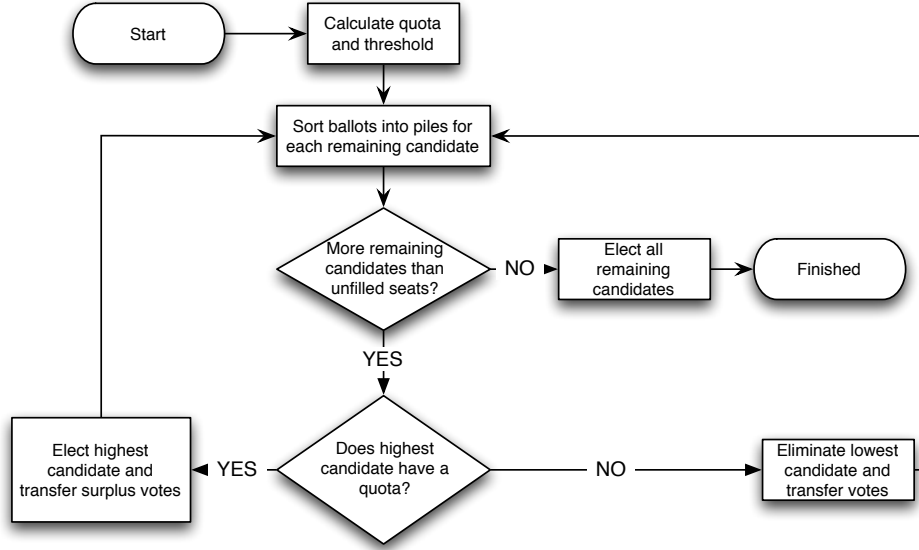 Start
Calculate quota
and threshold
Sort ballots into piles for
each remaining candidate
More remaining
candidates than
unfilled seats?
NO
Elect all
remaining
candidates
Finished
YES
Elect highest
candidate and
transfer surplus votes
YES
Does highest
candidate have a
quota?
NO
Eliminate lowest
candidate and
transfer votes